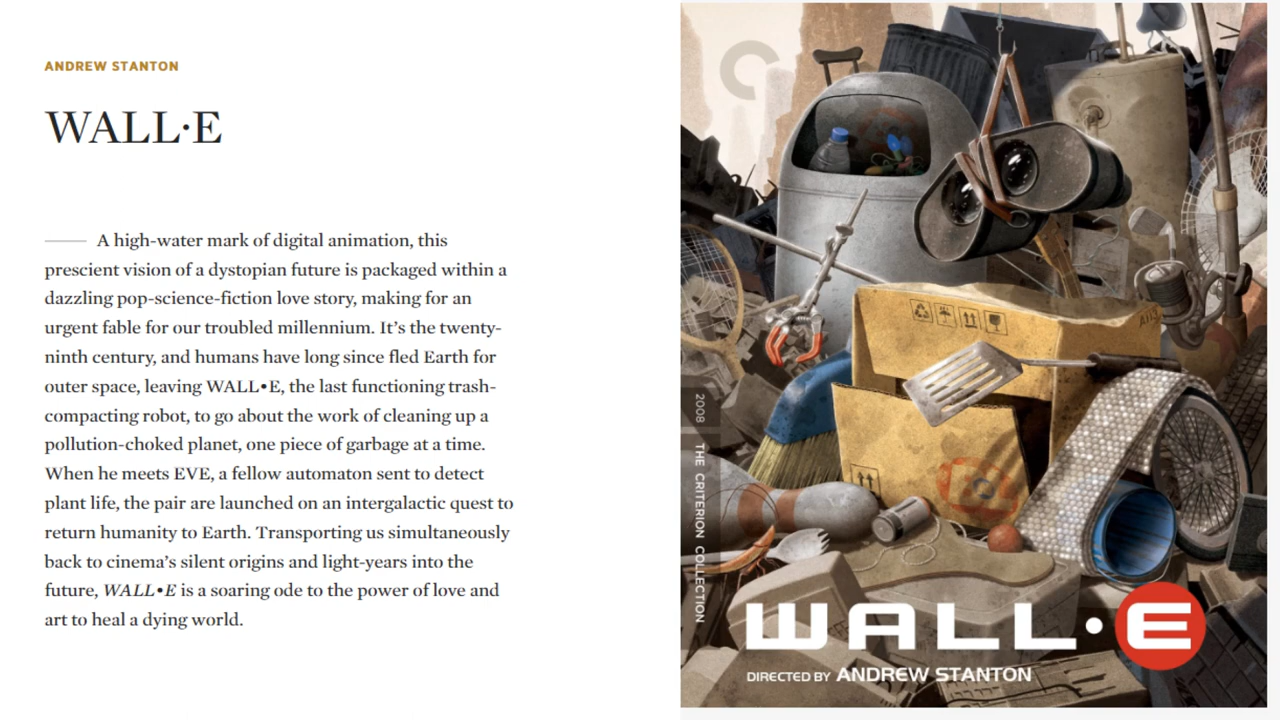 ANDREW STANTON
WALL·E
A high-water mark of digital animation, this
prescient vision of a dystopian future is packaged within a
dazzling pop-science-fiction love story, making for an
urgent fable for our troubled millennium. It’s the twenty-
ninth century, and humans have long since fled Earth for
outer space, leaving WALL•E, the last functioning trash-
compacting robot, to go about the work of cleaning up a
pollution-choked planet, one piece of garbage at a time.
When he meets EVE, a fellow automaton sent to detect
plant life, the pair are launched on an intergalactic quest to
return humanity to Earth. Transporting us simultaneously
back to cinema’s silent origins and light-years into the
future, WALL•E is a soaring ode to the power of love and
art to heal a dying world.
A113
2008 THE CRITERION COLLECTION
WALL·E
DIRECTED BY ANDREW STANTON